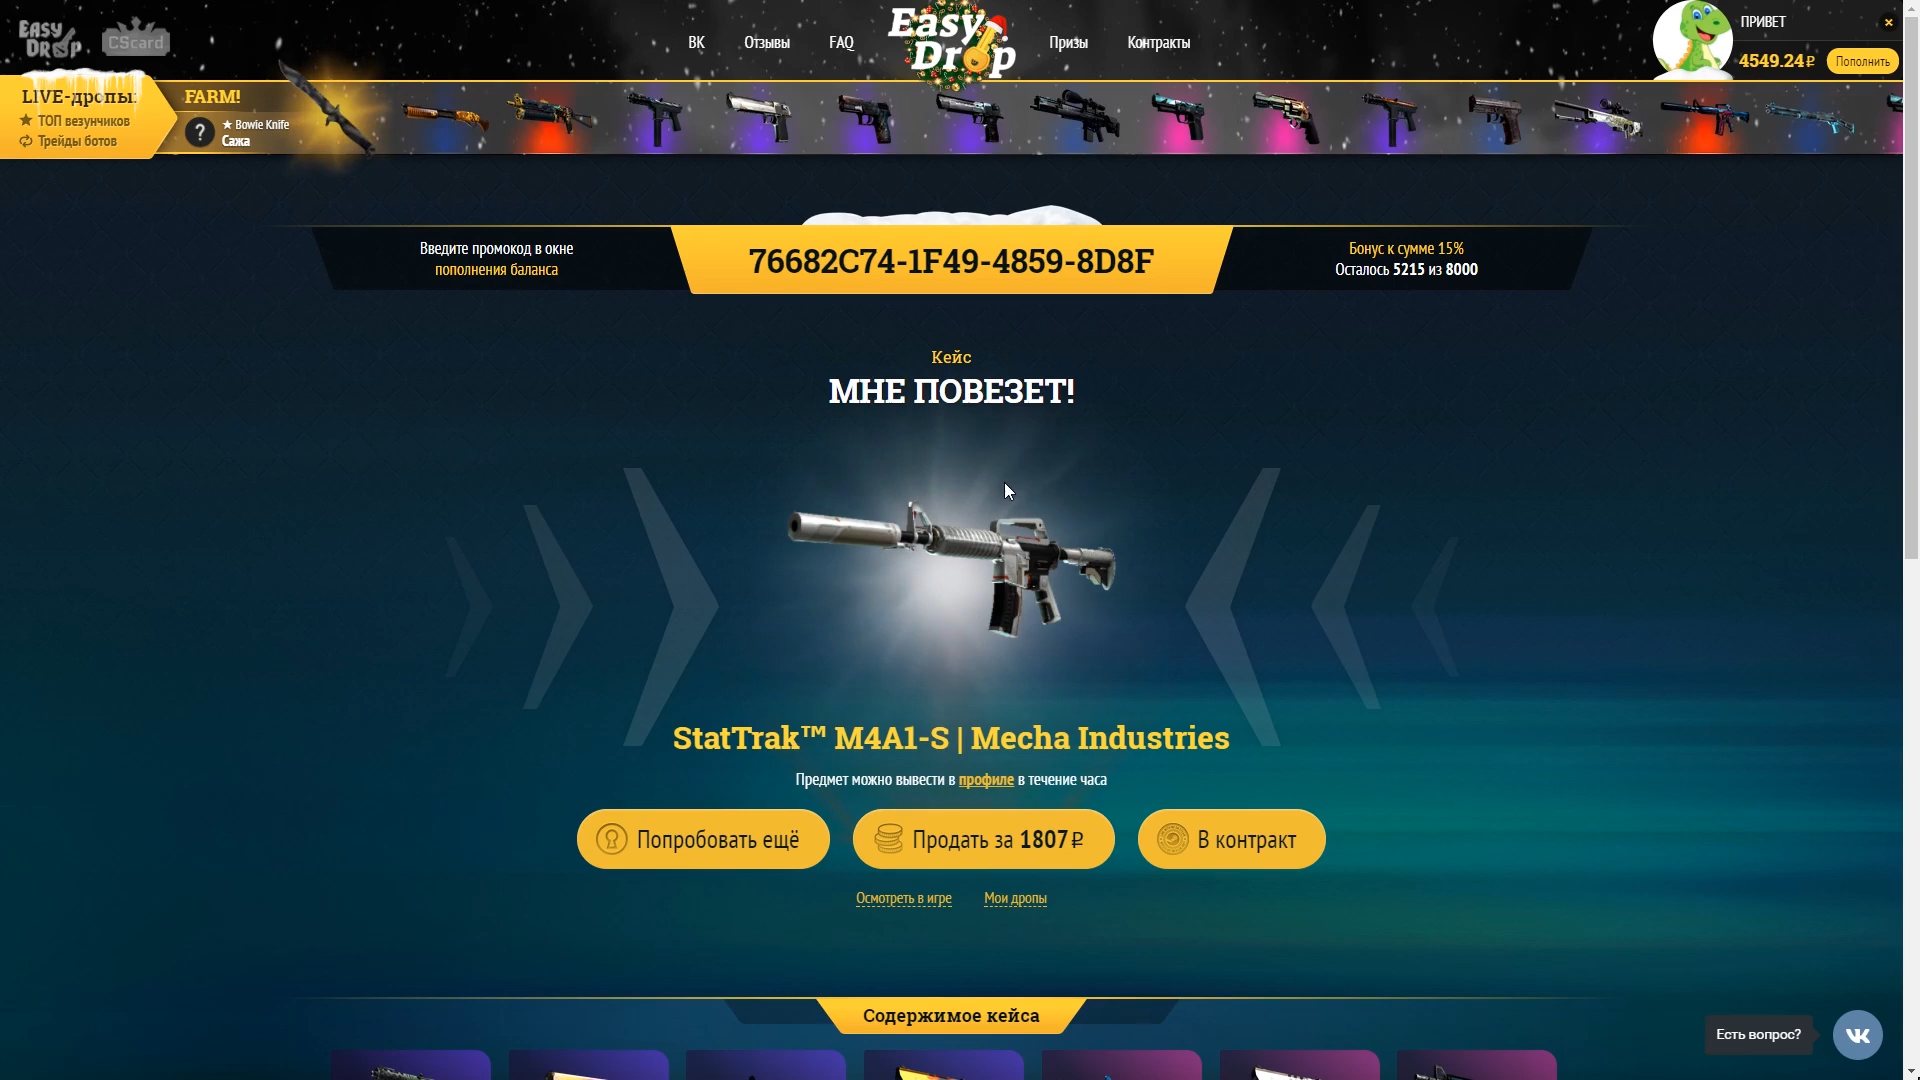 EASY DROP
CScard
ВК
Отзывы
FAQ
Easy Drop
Призы
Контракты
ПРИВЕТ
4549.24₽
Пополнить
LIVE-дропы:
ТОП везунчиков
Трейды ботов
FARM!
?
★ Bowie Knife
Сажа
Введите промокод в окне
пополнения баланса
76682C74-1F49-4859-8D8F
Бонус к сумме 15%
Осталось 5215 из 8000
Кейс
МНЕ ПОВЕЗЕТ!
StatTrak™ M4A1-S | Mecha Industries
Предмет можно вывести в профиле в течение часа
Попробовать ещё
Продать за 1807₽
В контракт
Осмотреть в игре
Мои дропы
Содержимое кейса
Есть вопрос?